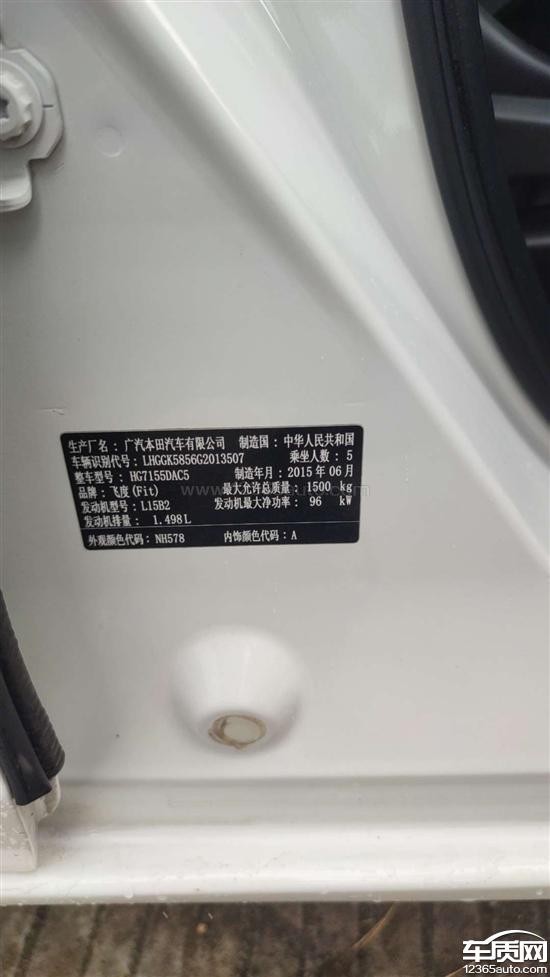 生产厂名：广汽本田汽车有限公司 制造国：中华人民共和国
车辆识别代号：LHGGK5856G2013507 乘坐人数：5
整车型号：HG7155DAC5 制造年月：2015年06月
品牌：飞度(Fit) 最大允许总质量：1500 kg
发动机型号：L15B2 发动机最大净功率：96 kW
发动机排量：1.498L
外观颜色代码：NH578 内饰颜色代码：A
车质网
12365auto.com